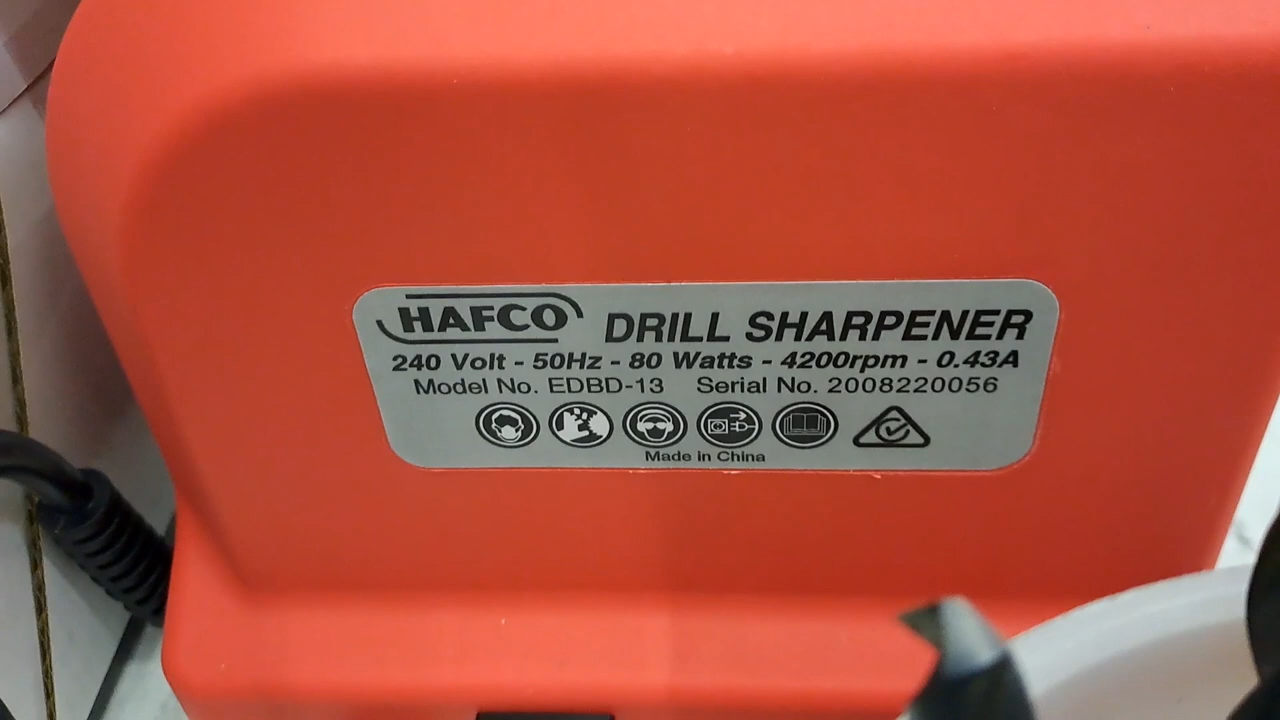 HAFCO DRILL SHARPENER
240 Volt - 50Hz - 80 Watts - 4200rpm - 0.43A
Model No. EDBD-13 Serial No. 2008220056
Made in China